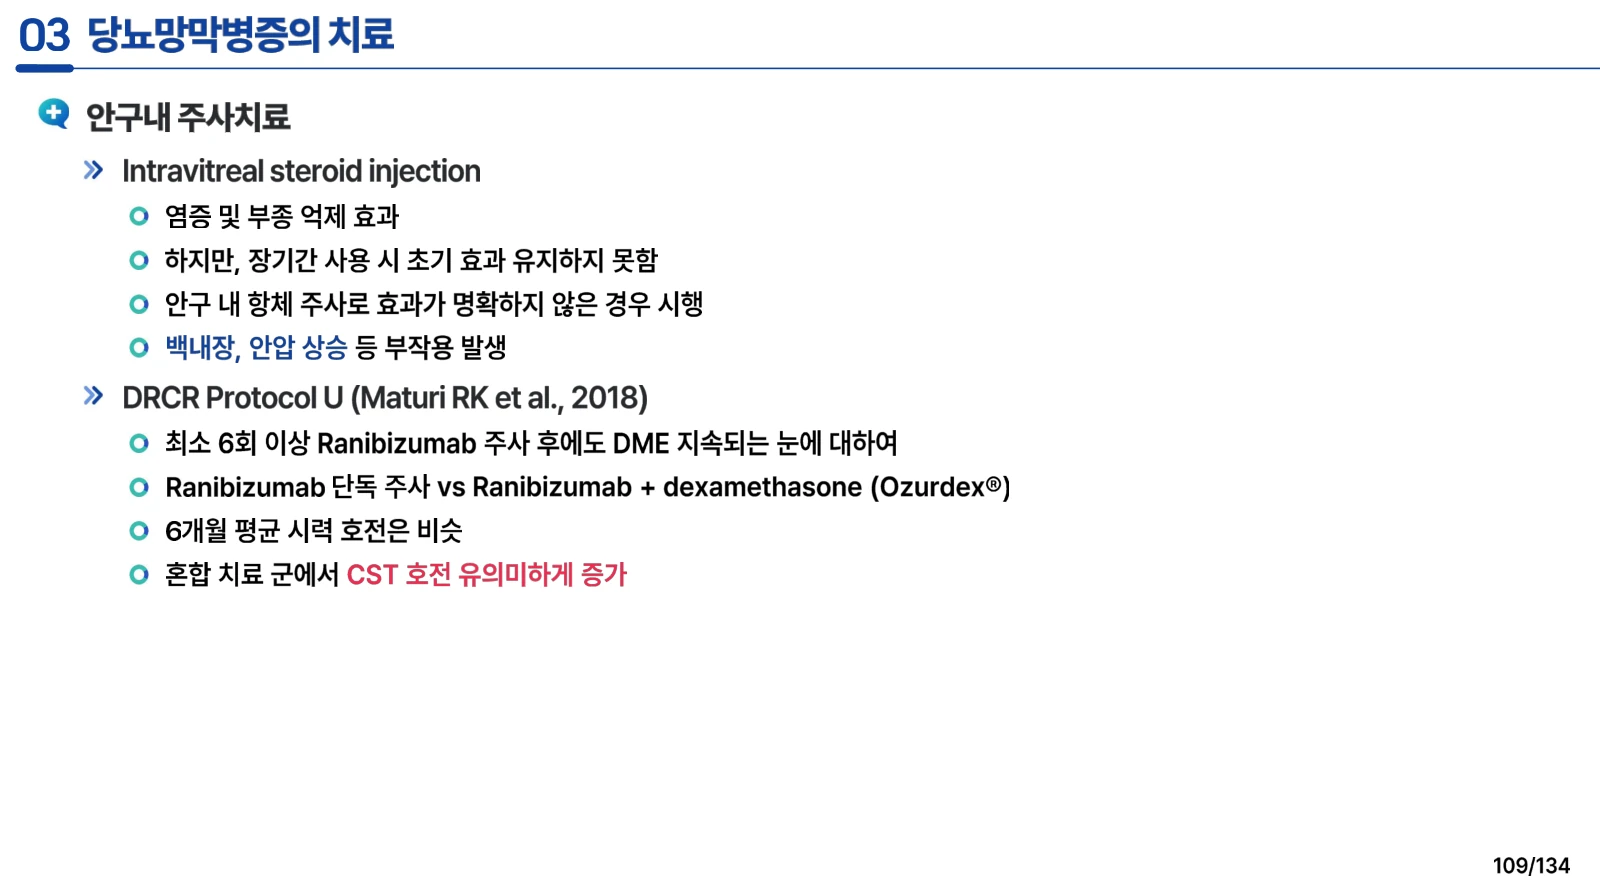 03 당뇨망막병증의 치료
안구내 주사치료
Intravitreal steroid injection
염증 및 부종 억제 효과
하지만, 장기간 사용 시 초기 효과 유지하지 못함
안구 내 항체 주사로 효과가 명확하지 않은 경우 시행
백내장, 안압 상승 등 부작용 발생
DRCR Protocol U (Maturi RK et al., 2018)
최소 6회 이상 Ranibizumab 주사 후에도 DME 지속되는 눈에 대하여
Ranibizumab 단독 주사 vs Ranibizumab + dexamethasone (Ozurdex®)
6개월 평균 시력 호전은 비슷
혼합 치료 군에서 CST 호전 유의미하게 증가
109/134